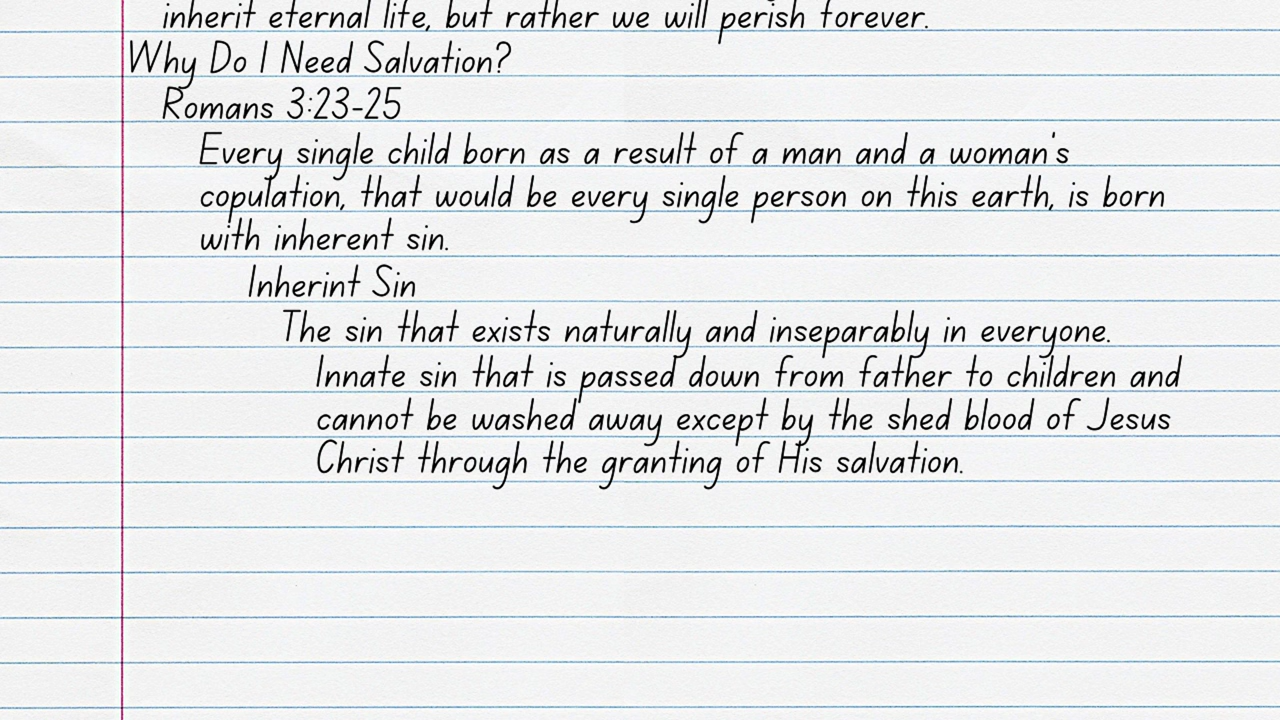 inherit eternal life, but rather we will perish forever.
Why Do I Need Salvation?
Romans 3:23-25
Every single child born as a result of a man and a woman's
copulation, that would be every single person on this earth, is born
with inherent sin.
Inherint Sin
The sin that exists naturally and inseparably in everyone.
Innate sin that is passed down from father to children and
cannot be washed away except by the shed blood of Jesus
Christ through the granting of His salvation.